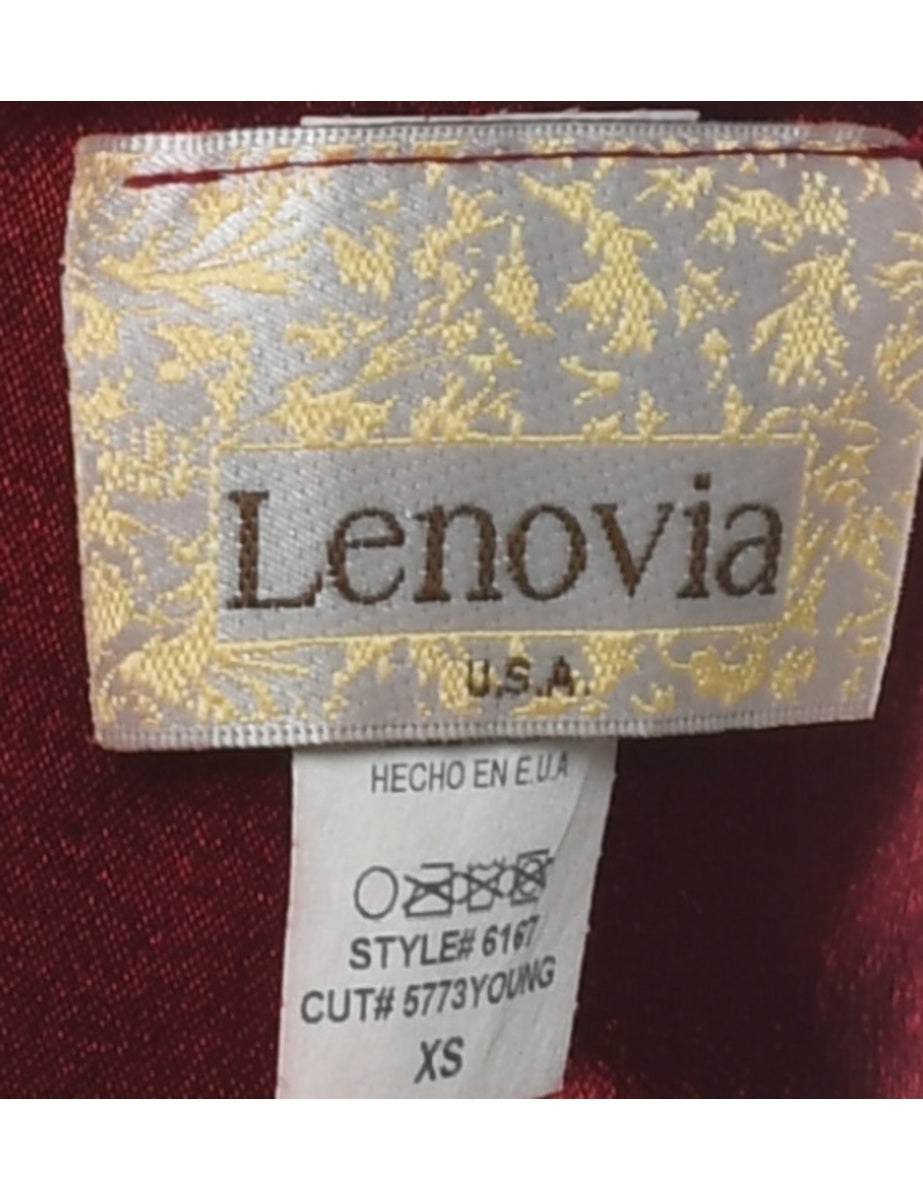 Lenovia
U.S.A.
HECHO EN E.U.A
STYLE# 6167
CUT# 5773YOUNG
XS